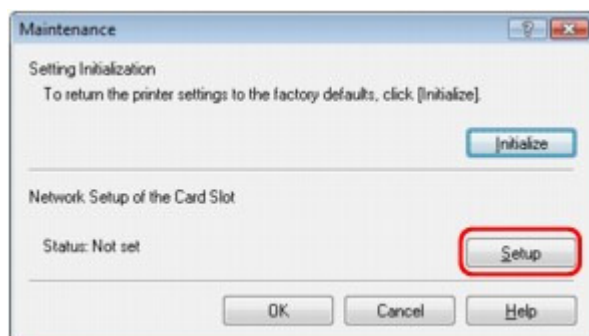 Maintenance
Setting Initialization
To return the printer settings to the factory defaults, click [Initialize].
Initialize
Network Setup of the Card Slot
Status: Not set
Setup
OK Cancel Help